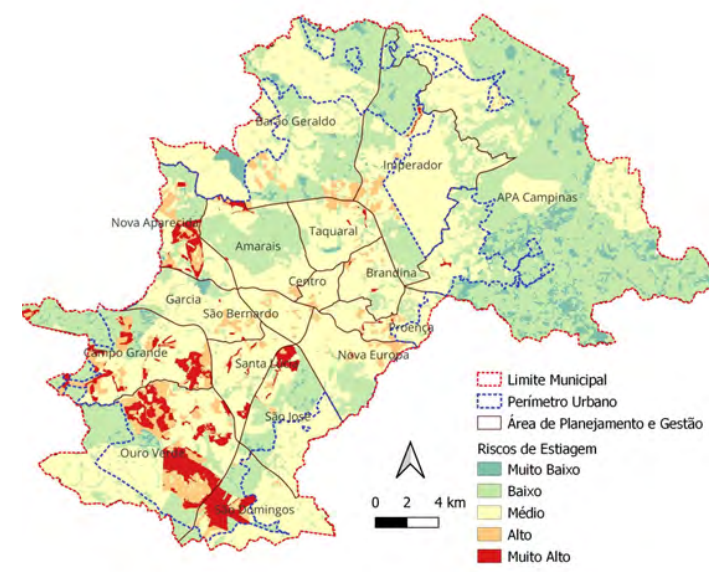 Barão Geraldo
Imperador
APA Campinas
Nova Aparecida
Taquaral
Amarais
Brandina
Centro
Garcia
São Bernardo
Proença
Campo Grande
Nova Europa
Santa Lúcia
São José
Ouro Verde
São Domingos
Limite Municipal
Perímetro Urbano
Área de Planejamento e Gestão
Riscos de Estiagem
Muito Baixo
Baixo
Médio
Alto
Muito Alto
0 2 4 km